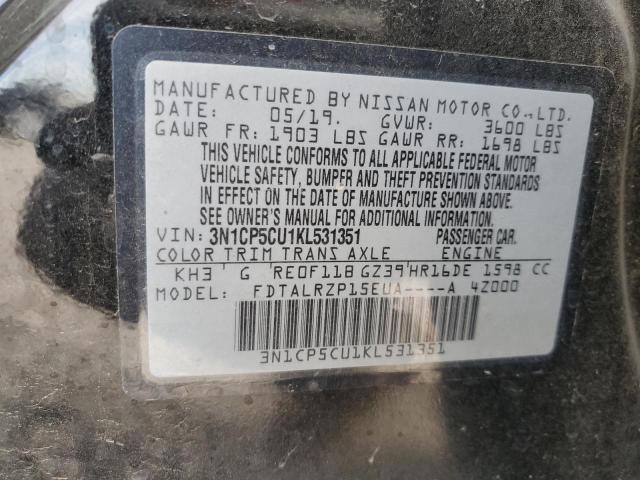 MANUFACTURED BY NISSAN MOTOR CO.,LTD.
DATE: 05/19. GVWR: 3600 LBS
GAWR FR: 1903 LBS GAWR RR: 1698 LBS
THIS VEHICLE CONFORMS TO ALL APPLICABLE FEDERAL MOTOR
VEHICLE SAFETY, BUMPER AND THEFT PREVENTION STANDARDS
IN EFFECT ON THE DATE OF MANUFACTURE SHOWN ABOVE.
SEE OWNER'S MANUAL FOR ADDITIONAL INFORMATION.
VIN: 3N1CP5CU1KL531351 PASSENGER CAR.
COLOR TRIM TRANS AXLE ENGINE
KH3 G RE0F11B GZ39 HR16DE 1598 CC
MODEL: FDTALRZP15EUA----A 4Z000
3N1CP5CU1KL531351